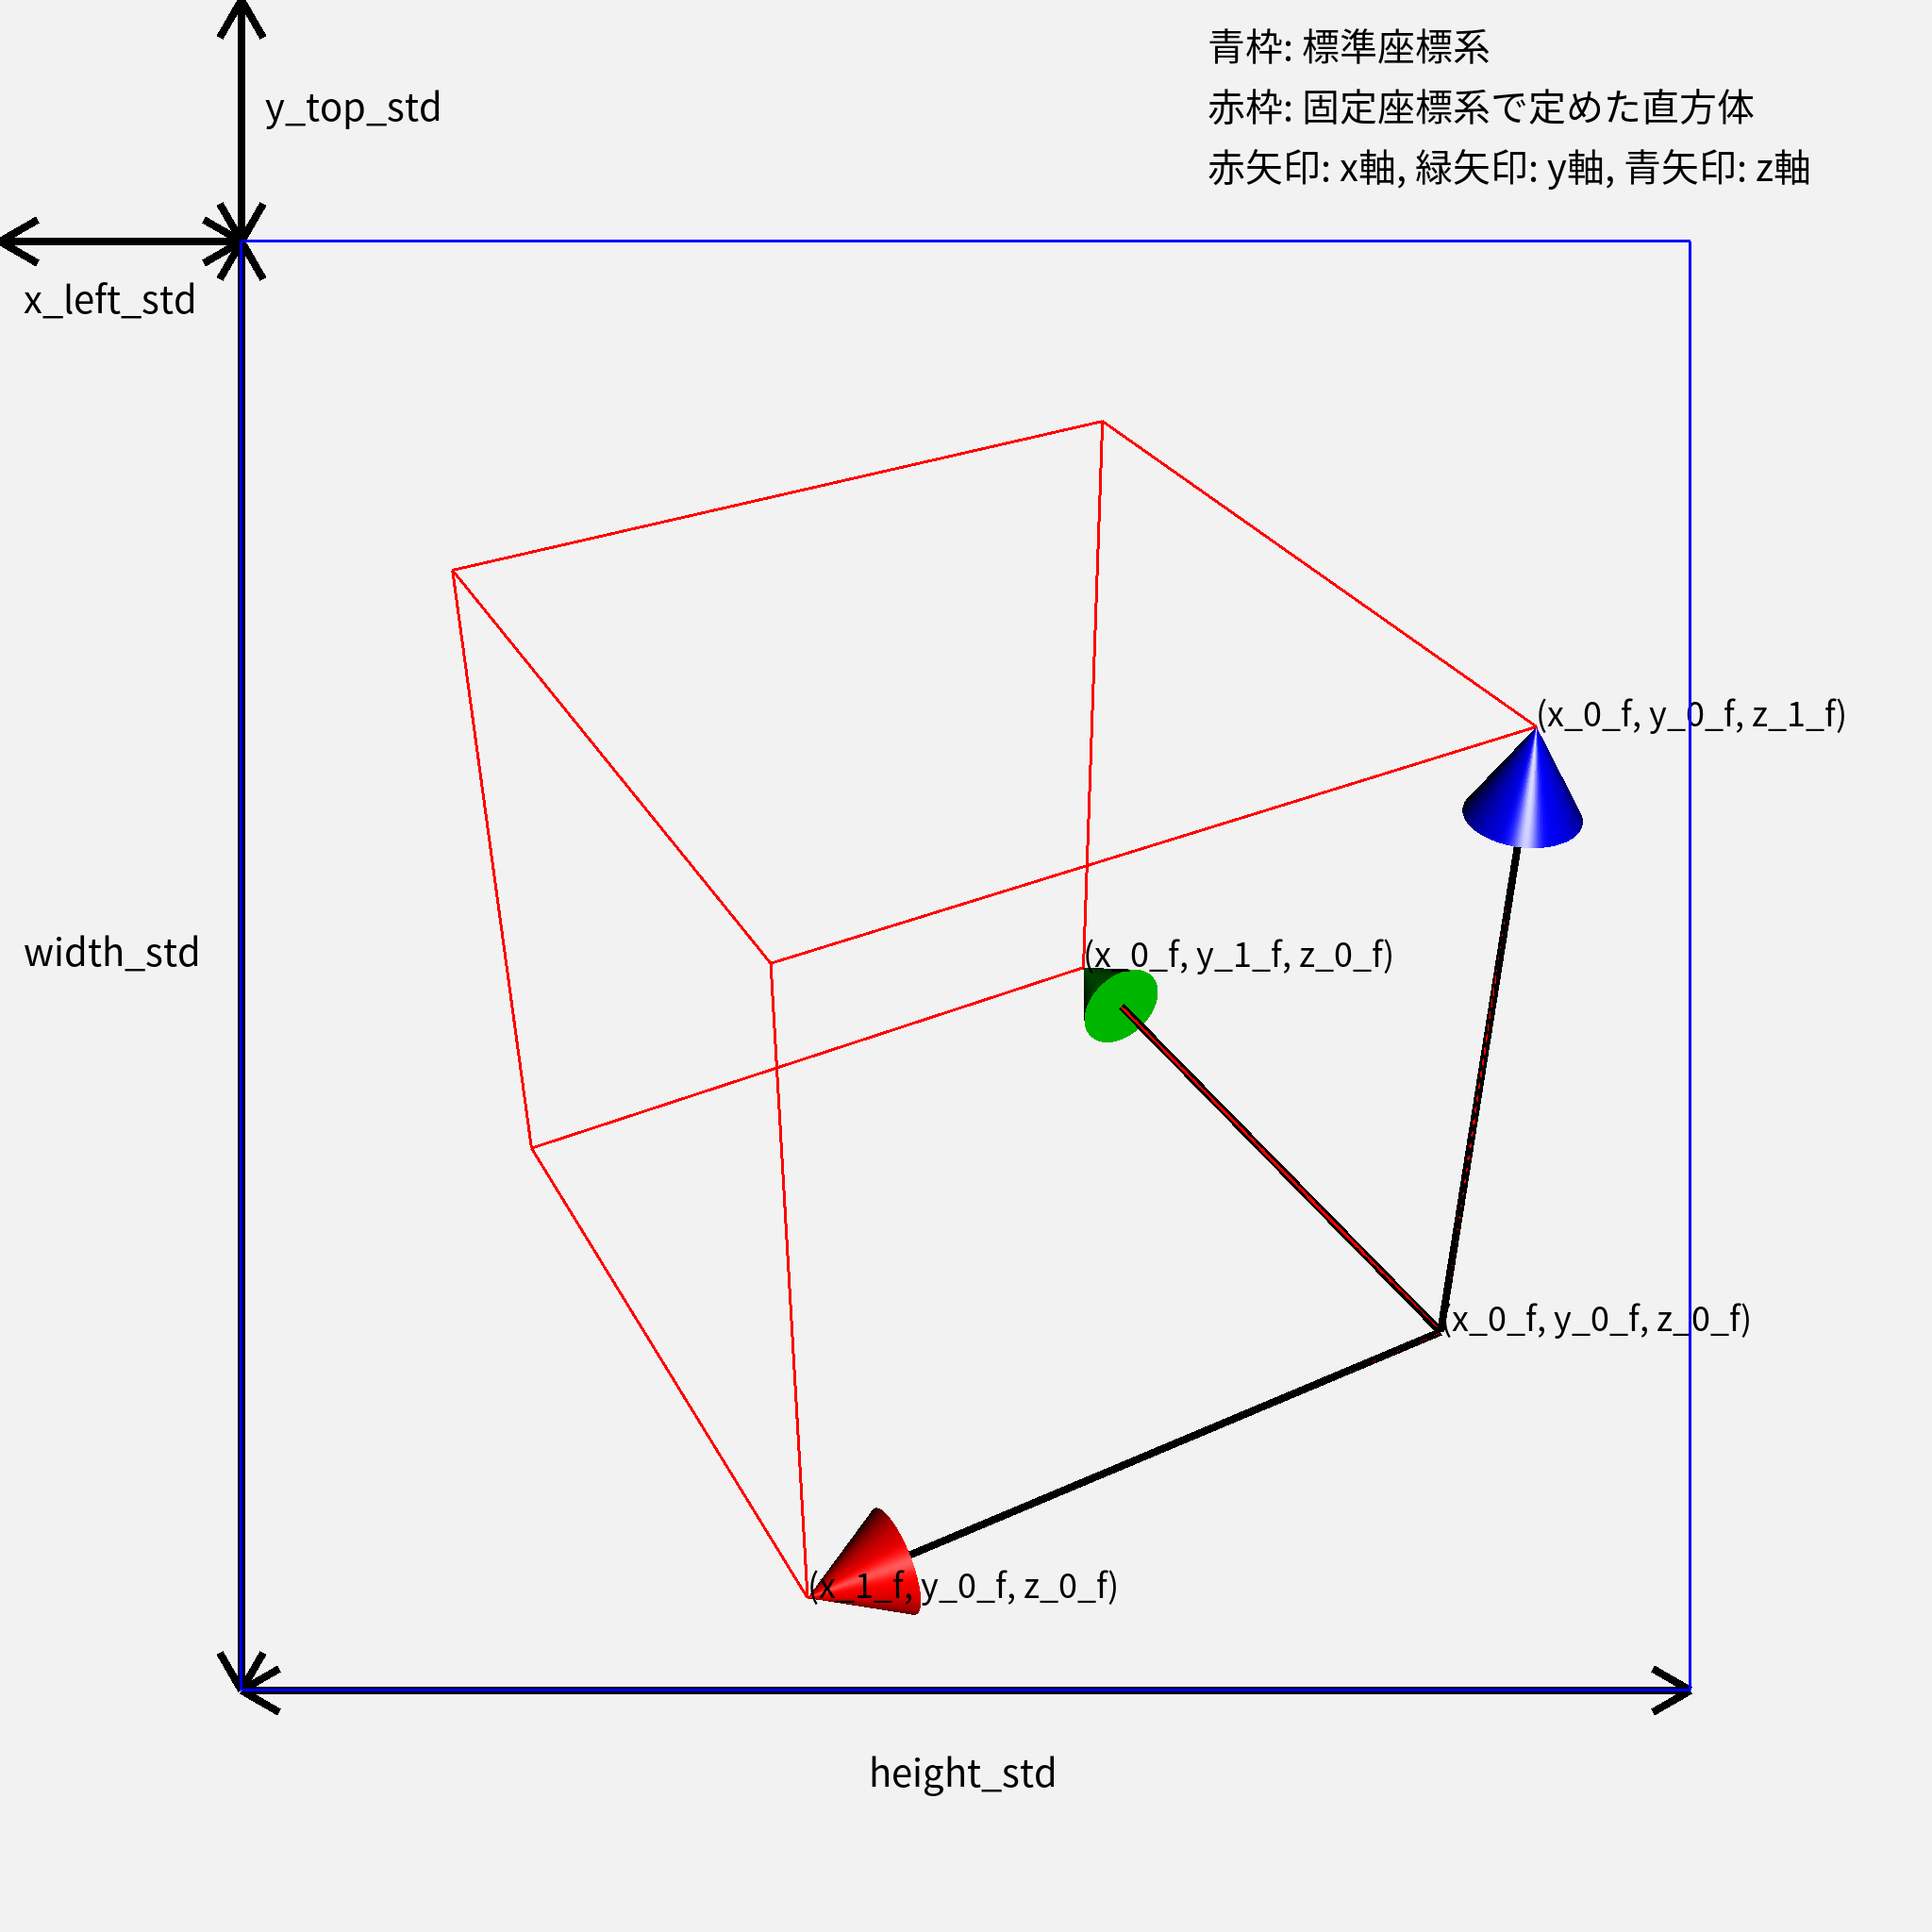 青枠: 標準座標系
赤枠: 固定座標系で定めた直方体
赤矢印: x軸, 緑矢印: y軸, 青矢印: z軸
y_top_std
x_left_std
(x_0_f, y_0_f, z_1_f)
width_std
(x_0_f, y_1_f, z_0_f)
(x_0_f, y_0_f, z_0_f)
(x_1_f, y_0_f, z_0_f)
height_std